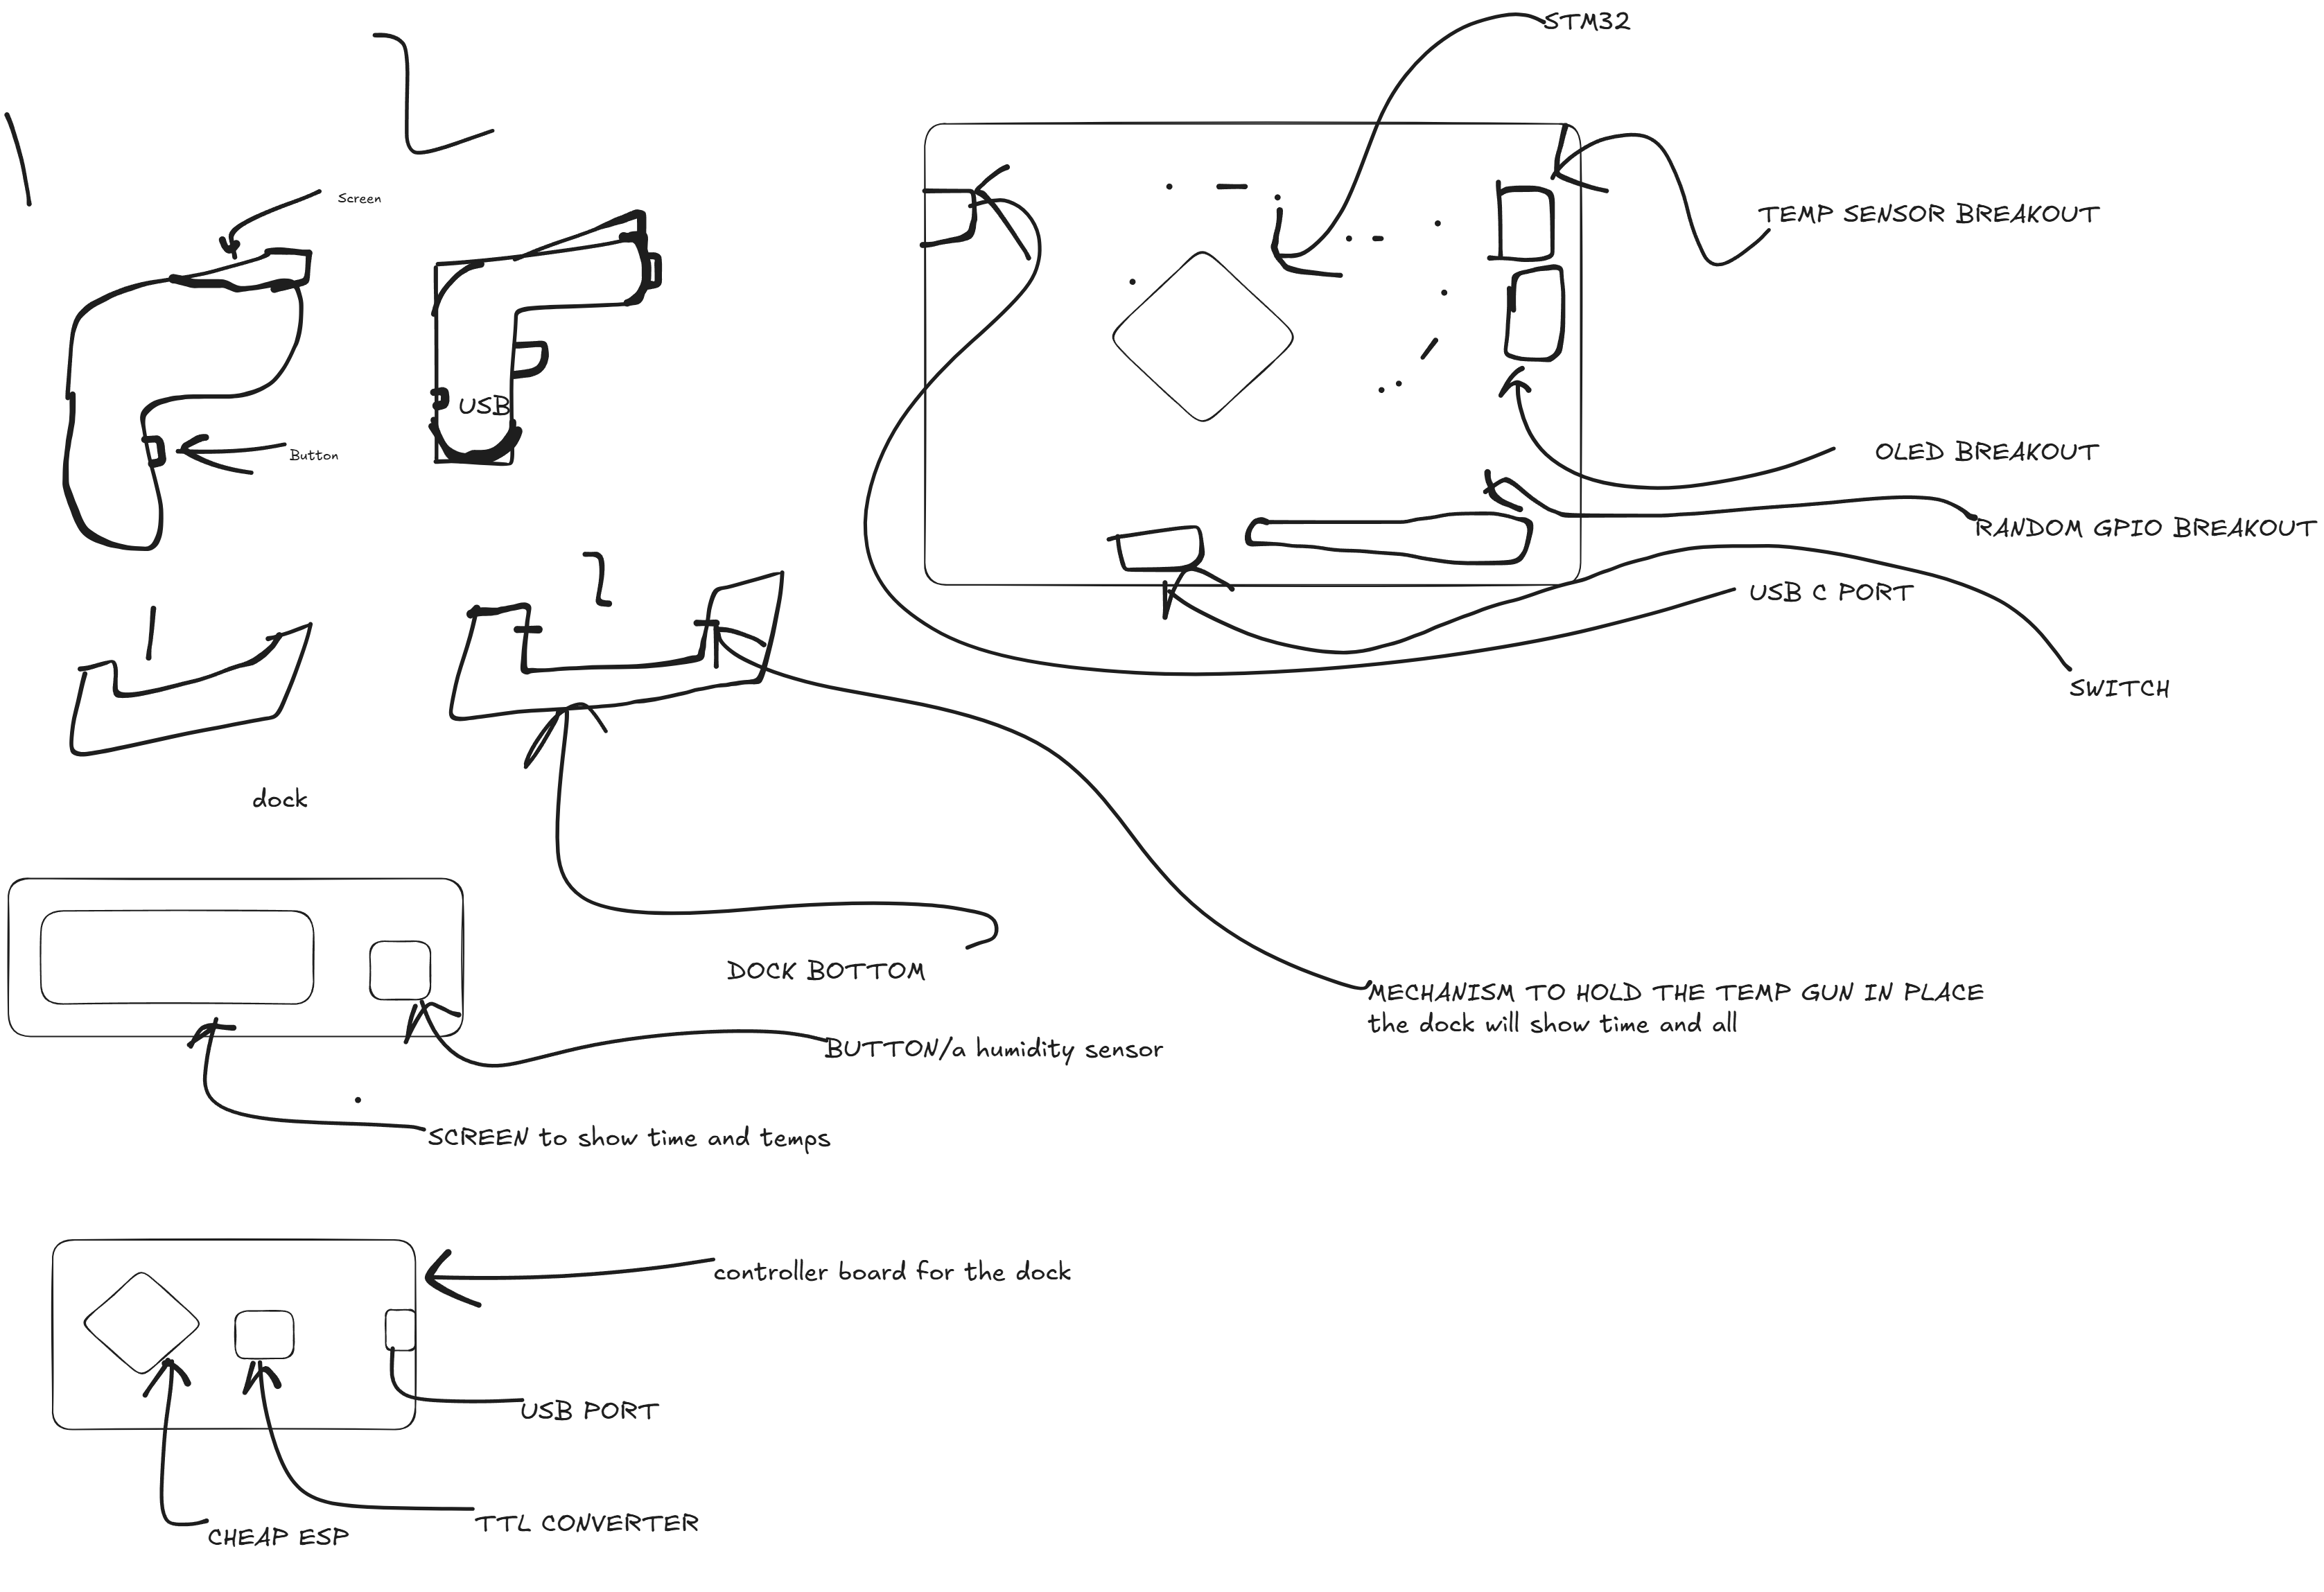 STM32
Screen
TEMP SENSOR BREAKOUT
USB
Button
OLED BREAKOUT
RANDOM GPIO BREAKOUT
USB C PORT
SWITCH
dock
DOCK BOTTOM
MECHANISM TO HOLD THE TEMP GUN IN PLACE
the dock will show time and all
BUTTON/a humidity sensor
SCREEN to show time and temps
controller board for the dock
USB PORT
TTL CONVERTER
CHEAP ESP